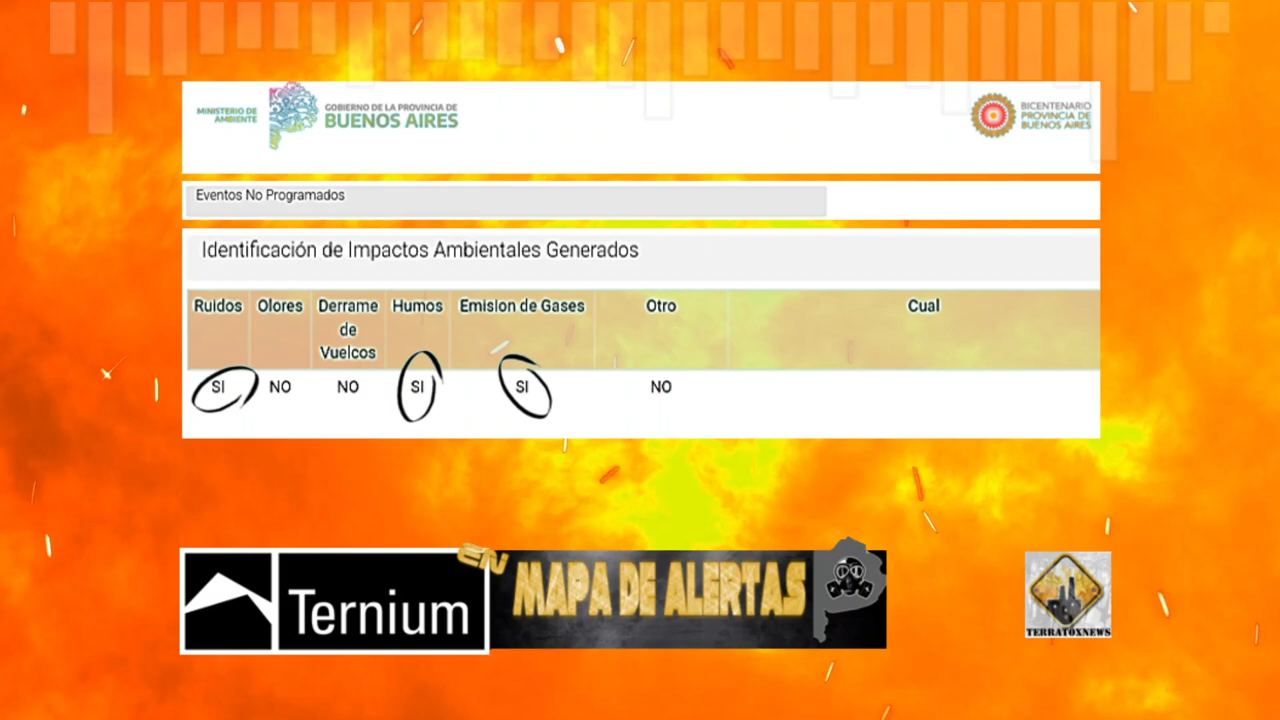 MINISTERIO DE
AMBIENTE
GOBIERNO DE LA PROVINCIA DE
BUENOS AIRES
BICENTENARIO
PROVINCIA DE
BUENOS AIRES
Eventos No Programados
Identificación de Impactos Ambientales Generados
Ruidos Olores Derrame de Vuelcos Humos Emision de Gases Otro Cual
SI NO NO SI SI NO
Ternium
EN
MAPA DE ALERTAS
TERRATOXNEWS